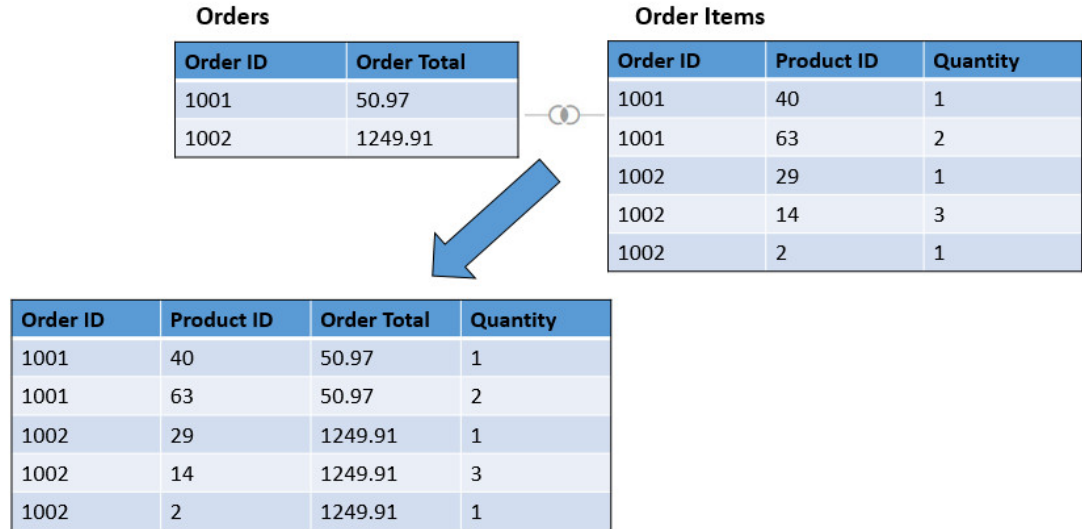 Orders
Order ID Order Total
1001 50.97
1002 1249.91
Order Items
Order ID Product ID Quantity
1001 40 1
1001 63 2
1002 29 1
1002 14 3
1002 2 1
Order ID Product ID Order Total Quantity
1001 40 50.97 1
1001 63 50.97 2
1002 29 1249.91 1
1002 14 1249.91 3
1002 2 1249.91 1